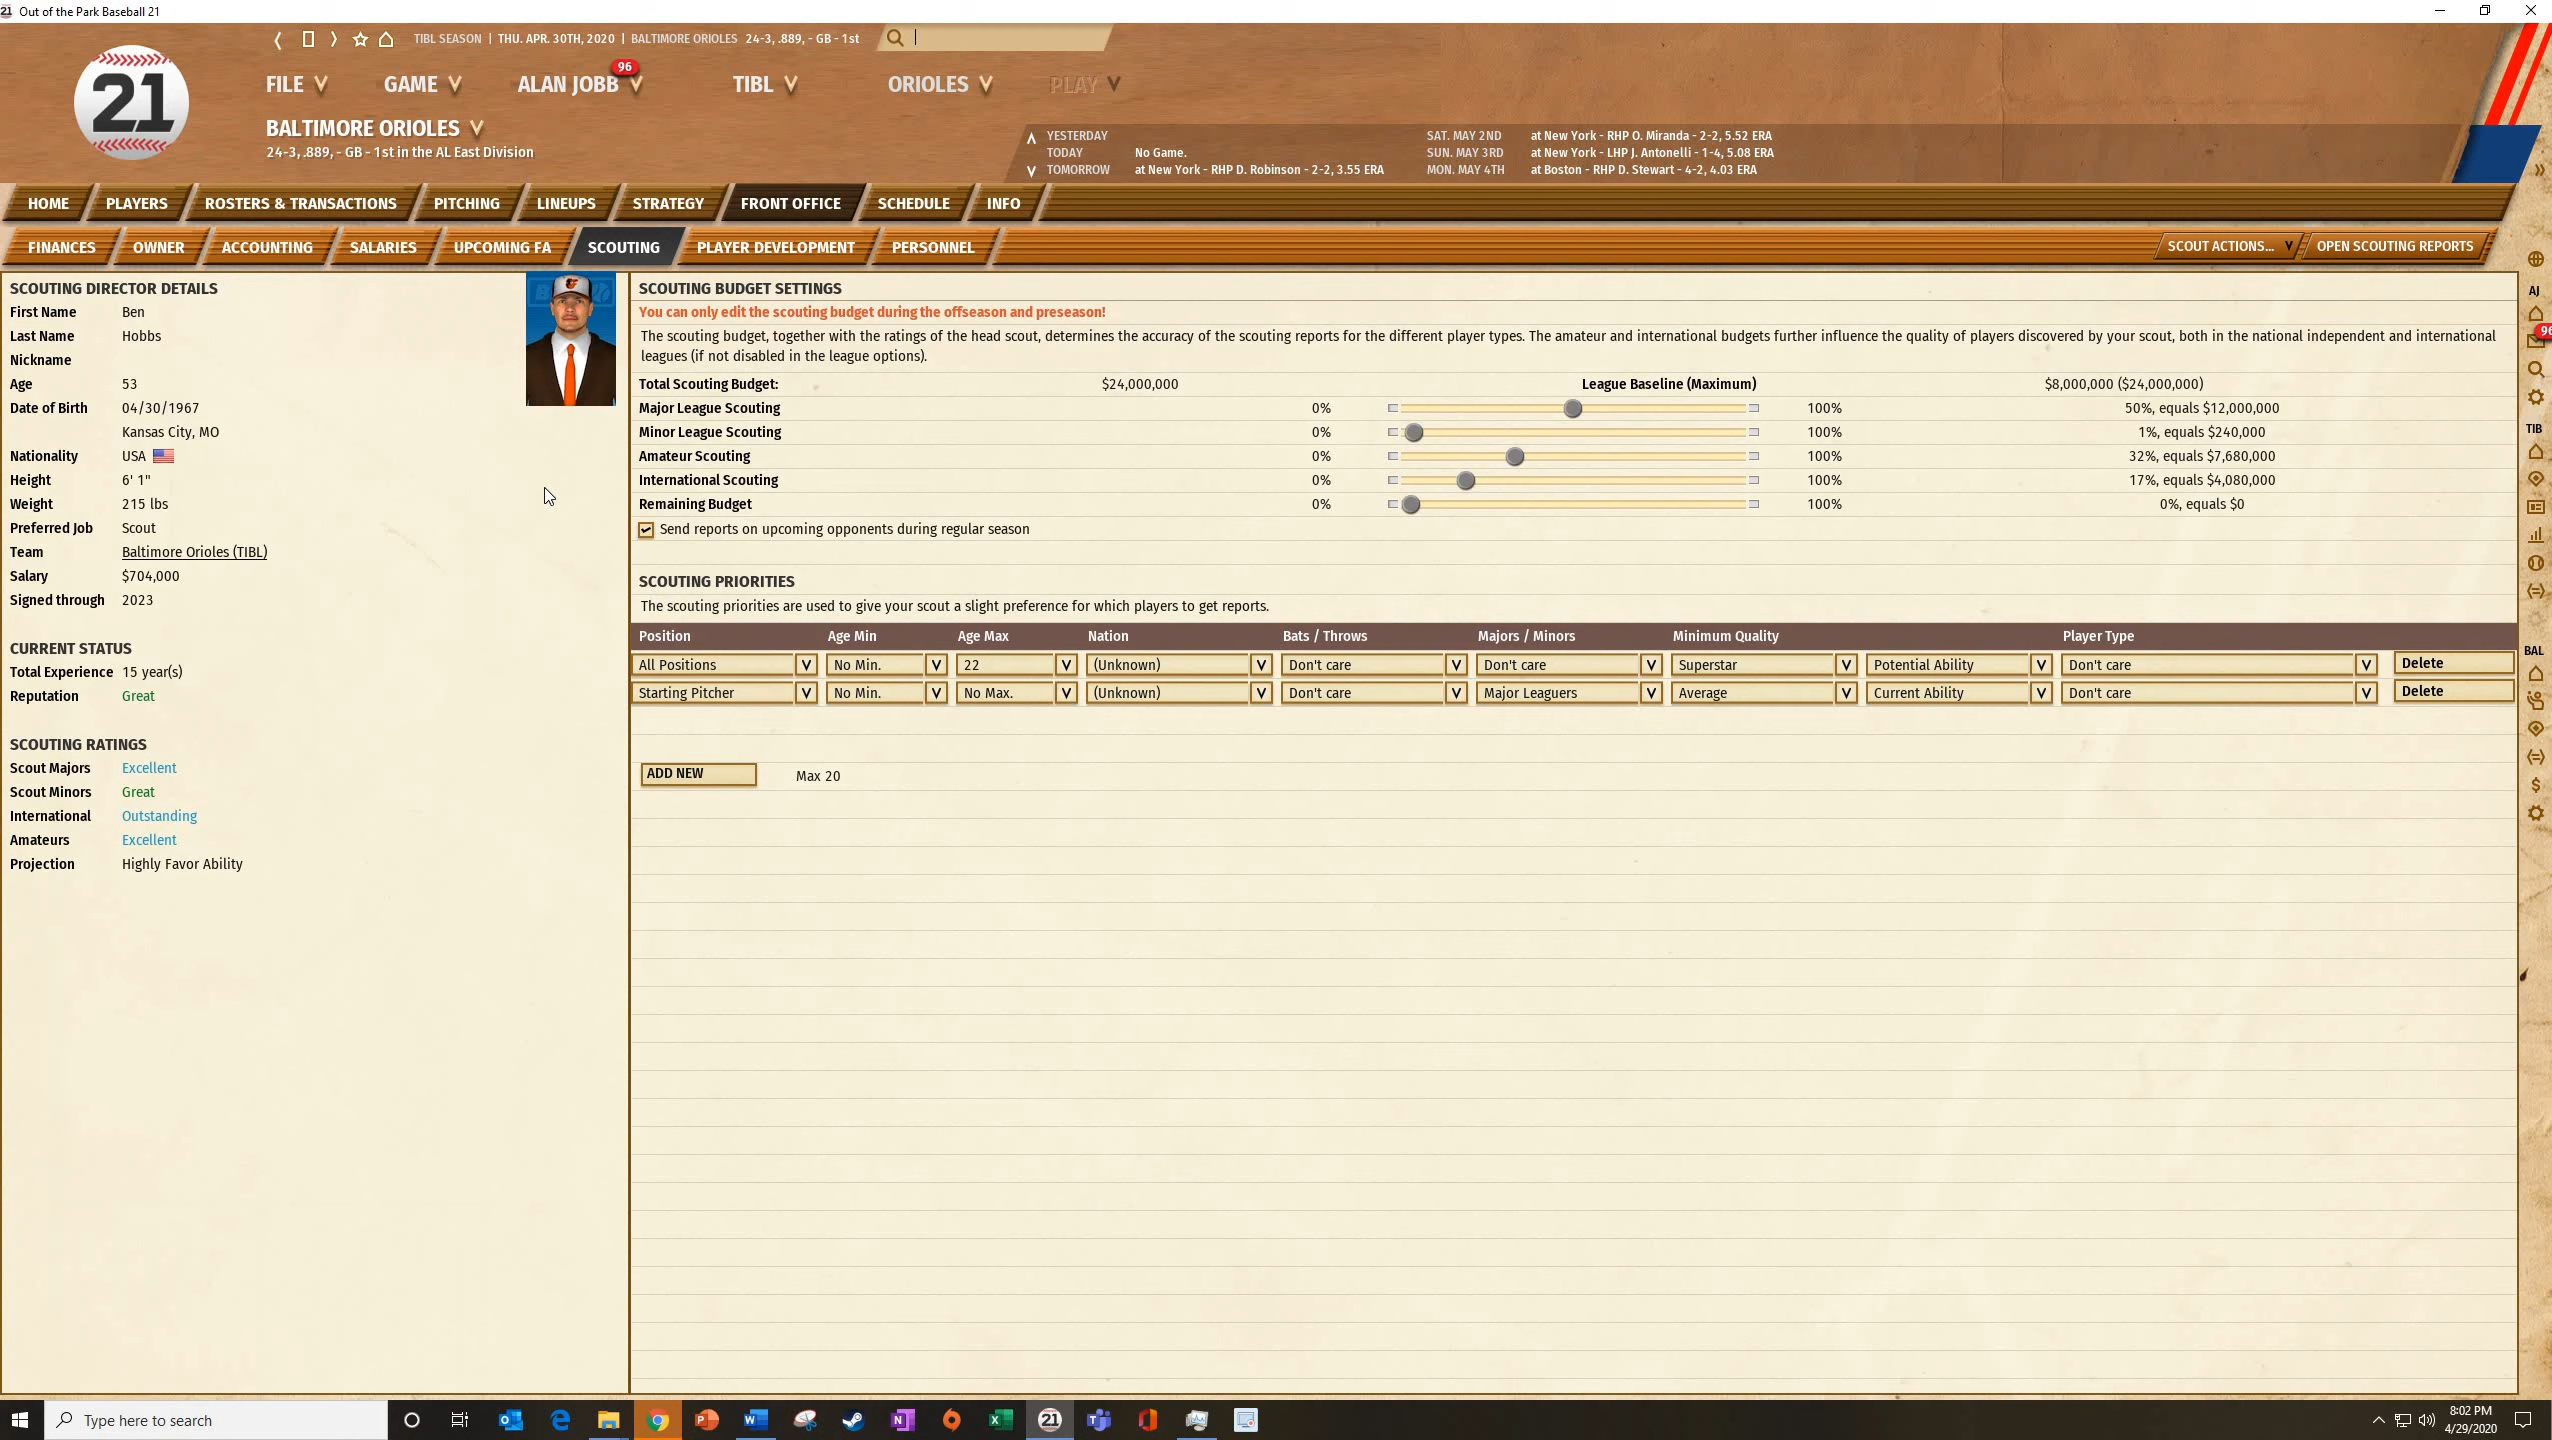 21 Out of the Park Baseball 21
TIBL SEASON | THU. APR. 30TH, 2020 | BALTIMORE ORIOLES 24-3, .889, - GB - 1st
21
FILE GAME ALAN JOBB 96 TIBL ORIOLES PLAY
BALTIMORE ORIOLES
24-3, .889, - GB - 1st in the AL East Division
YESTERDAY SAT. MAY 2ND at New York - RHP O. Miranda - 2-2, 5.52 ERA
TODAY No Game. SUN. MAY 3RD at New York - LHP J. Antonelli - 1-4, 5.08 ERA
TOMORROW at New York - RHP D. Robinson - 2-2, 3.55 ERA MON. MAY 4TH at Boston - RHP D. Stewart - 4-2, 4.03 ERA
HOME PLAYERS ROSTERS & TRANSACTIONS PITCHING LINEUPS STRATEGY FRONT OFFICE SCHEDULE INFO
FINANCES OWNER ACCOUNTING SALARIES UPCOMING FA SCOUTING PLAYER DEVELOPMENT PERSONNEL SCOUT ACTIONS... OPEN SCOUTING REPORTS
SCOUTING DIRECTOR DETAILS
First Name Ben
Last Name Hobbs
Nickname
Age 53
Date of Birth 04/30/1967
Kansas City, MO
Nationality USA
Height 6' 1"
Weight 215 lbs
Preferred Job Scout
Team Baltimore Orioles (TIBL)
Salary $704,000
Signed through 2023
CURRENT STATUS
Total Experience 15 year(s)
Reputation Great
SCOUTING RATINGS
Scout Majors Excellent
Scout Minors Great
International Outstanding
Amateurs Excellent
Projection Highly Favor Ability
SCOUTING BUDGET SETTINGS
You can only edit the scouting budget during the offseason and preseason!
The scouting budget, together with the ratings of the head scout, determines the accuracy of the scouting reports for the different player types. The amateur and international budgets further influence the quality of players discovered by your scout, both in the national independent and international
leagues (if not disabled in the league options).
Total Scouting Budget: $24,000,000 League Baseline (Maximum) $8,000,000 ($24,000,000)
Major League Scouting 0% 100% 50%, equals $12,000,000
Minor League Scouting 0% 100% 1%, equals $240,000
Amateur Scouting 0% 100% 32%, equals $7,680,000
International Scouting 0% 100% 17%, equals $4,080,000
Remaining Budget 0% 100% 0%, equals $0
Send reports on upcoming opponents during regular season
SCOUTING PRIORITIES
The scouting priorities are used to give your scout a slight preference for which players to get reports.
Position Age Min Age Max Nation Bats / Throws Majors / Minors Minimum Quality Player Type
All Positions No Min. 22 (Unknown) Don't care Don't care Superstar Potential Ability Don't care Delete
Starting Pitcher No Min. No Max. (Unknown) Don't care Major Leaguers Average Current Ability Don't care Delete
ADD NEW Max 20
AJ
96
TIB
BAL
Type here to search
21
8:02 PM
4/29/2020